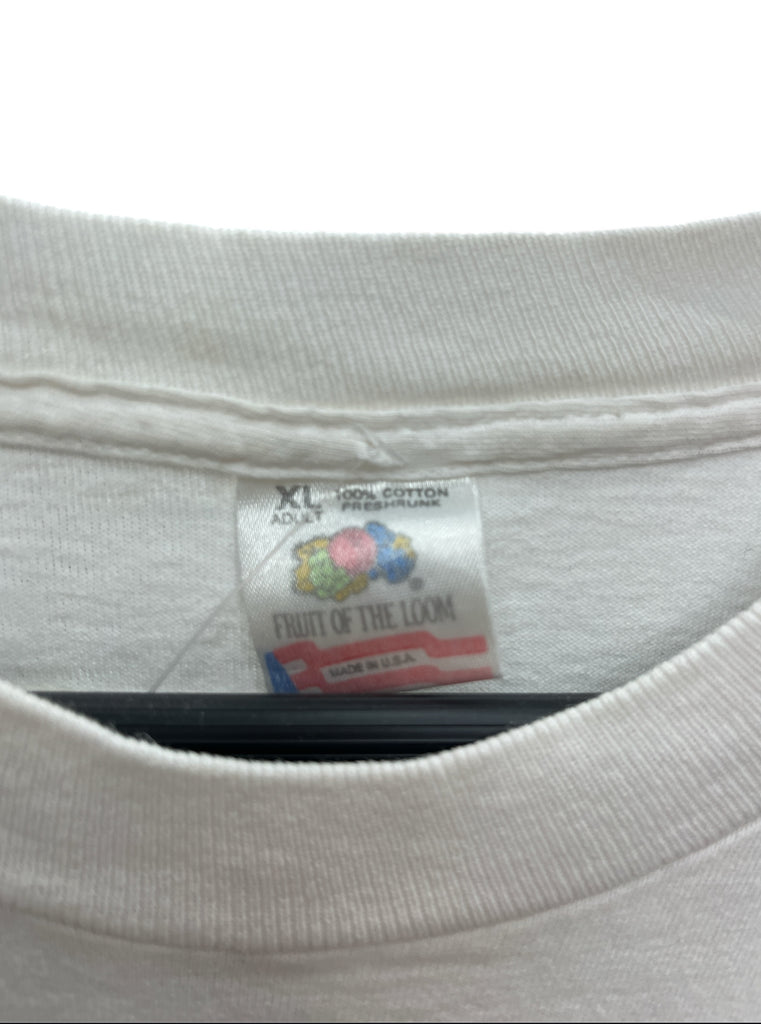 XL 100% COTTON
ADULT PRESHRUNK
®
FRUIT OF THE LOOM
MADE IN U.S.A.